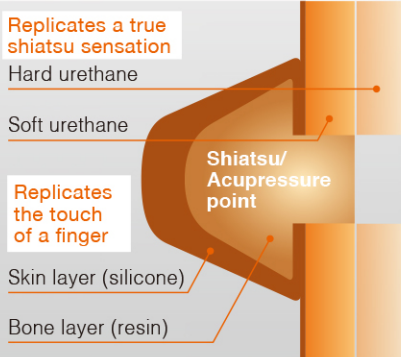 Replicates a true
shiatsu sensation
Hard urethane
Soft urethane
Shiatsu/
Acupressure
point
Replicates
the touch
of a finger
Skin layer (silicone)
Bone layer (resin)